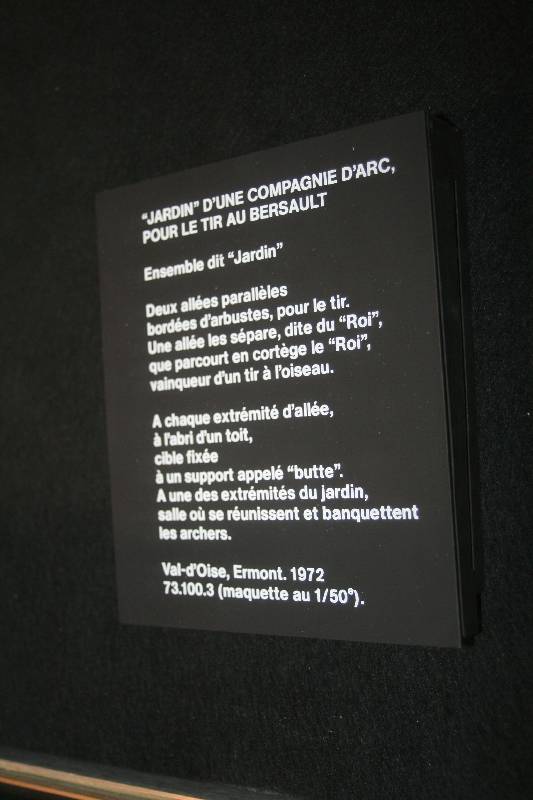 “JARDIN” D’UNE COMPAGNIE D’ARC,
POUR LE TIR AU BERSAULT
Ensemble dit “Jardin”
Deux allées parallèles
bordées d’arbustes, pour le tir.
Une allée les sépare, dite du “Roi”,
que parcourt en cortège le “Roi”,
vainqueur d’un tir à l’oiseau.
A chaque extrémité d’allée,
à l’abri d’un toit,
cible fixée
à un support appelé “butte”.
A une des extrémités du jardin,
salle où se réunissent et banquettent
les archers.
Val-d’Oise, Ermont. 1972
73.100.3 (maquette au 1/50°).